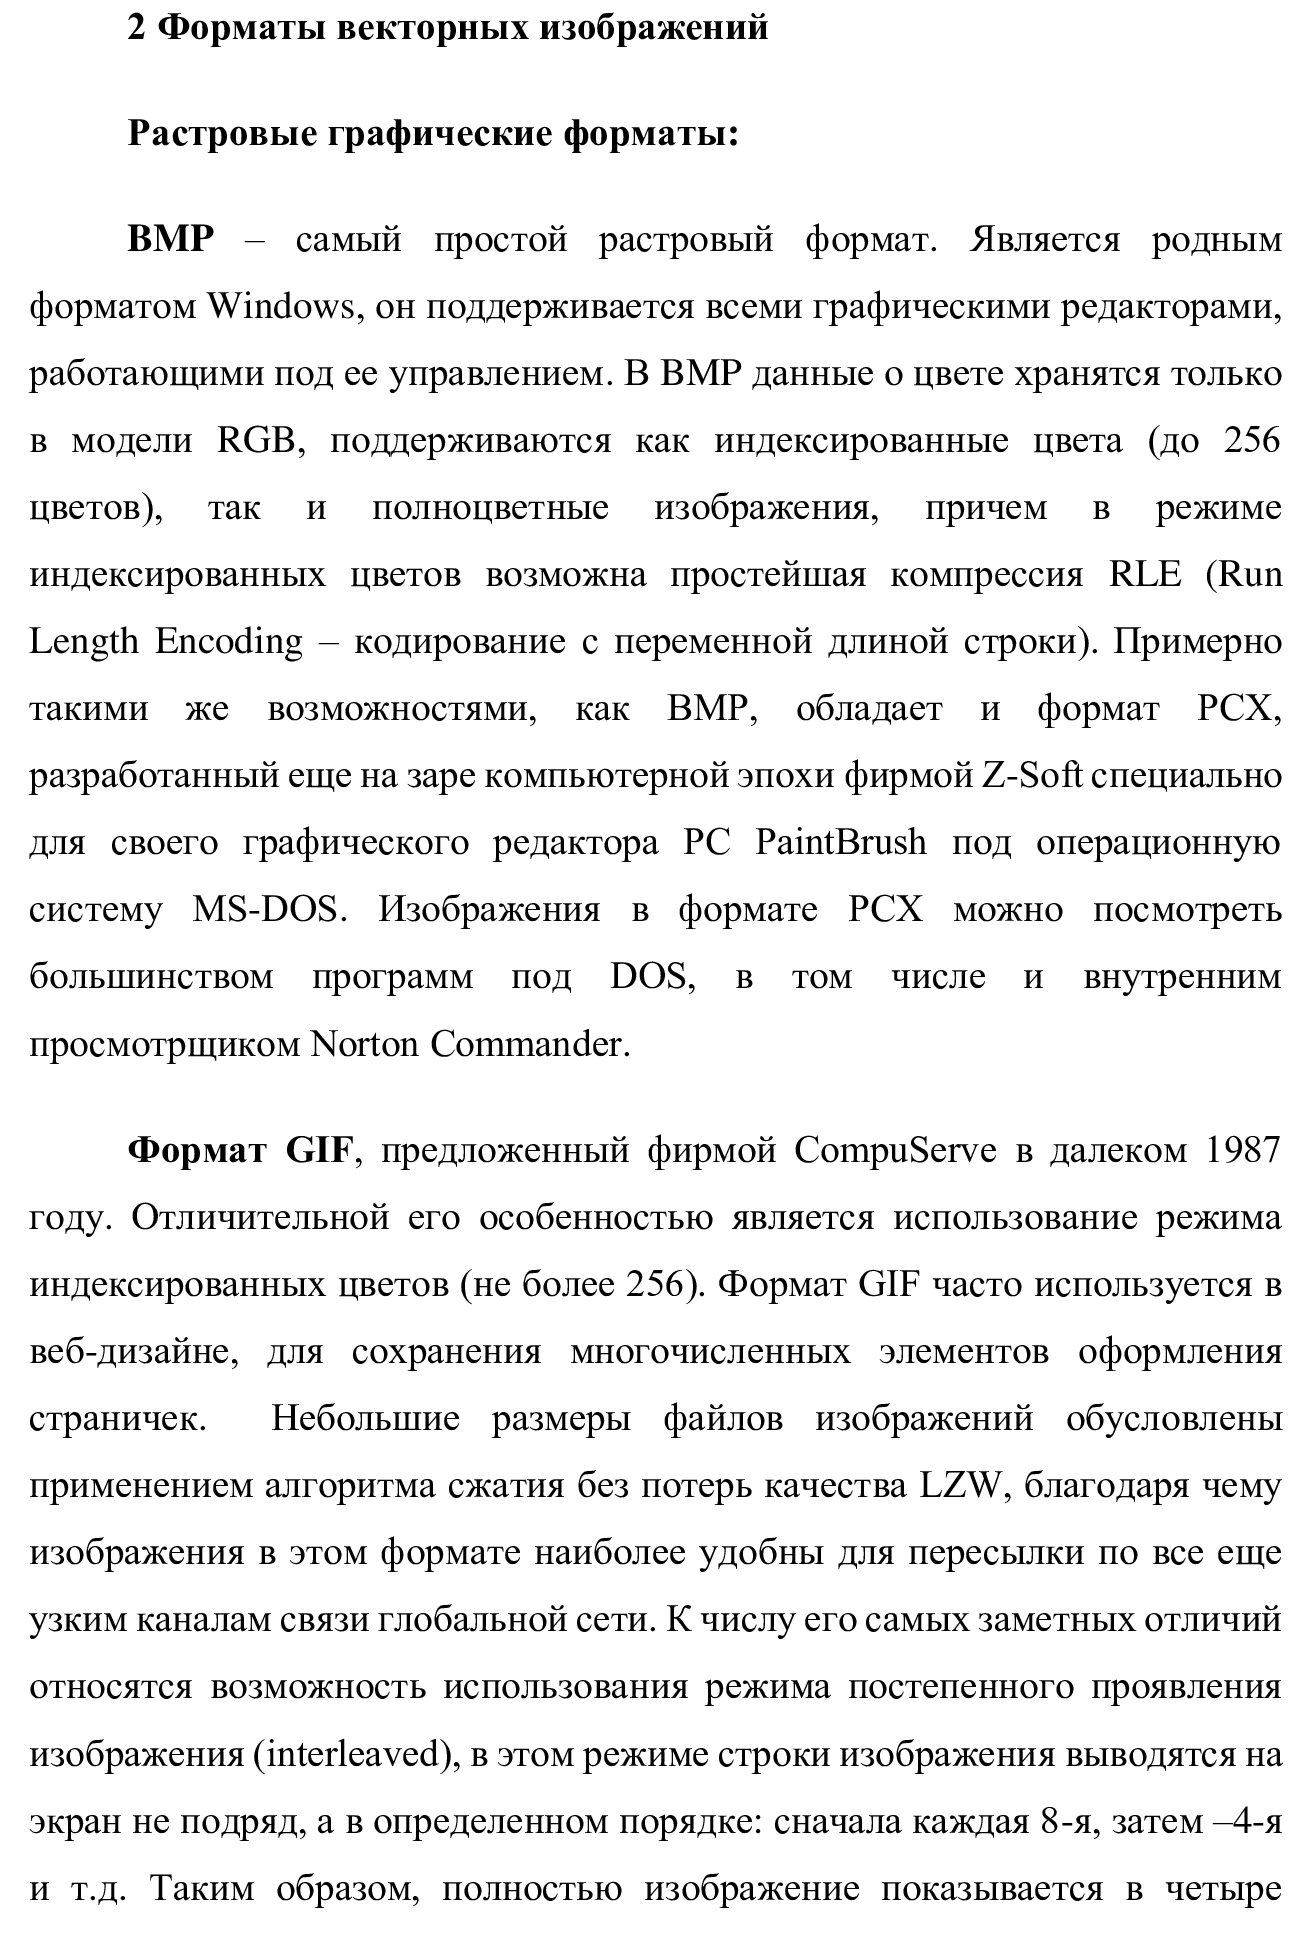 2 Форматы векторных изображений
Растровые графические форматы:
BMP – самый простой растровый формат. Является родным
форматом Windows, он поддерживается всеми графическими редакторами,
работающими под ее управлением. В BMP данные о цвете хранятся только
в модели RGB, поддерживаются как индексированные цвета (до 256
цветов), так и полноцветные изображения, причем в режиме
индексированных цветов возможна простейшая компрессия RLE (Run
Length Encoding – кодирование с переменной длиной строки). Примерно
такими же возможностями, как BMP, обладает и формат PCX,
разработанный еще на заре компьютерной эпохи фирмой Z-Soft специально
для своего графического редактора PC PaintBrush под операционную
систему MS-DOS. Изображения в формате PCX можно посмотреть
большинством программ под DOS, в том числе и внутренним
просмотрщиком Norton Commander.
Формат GIF, предложенный фирмой CompuServe в далеком 1987
году. Отличительной его особенностью является использование режима
индексированных цветов (не более 256). Формат GIF часто используется в
веб-дизайне, для сохранения многочисленных элементов оформления
страничек. Небольшие размеры файлов изображений обусловлены
применением алгоритма сжатия без потерь качества LZW, благодаря чему
изображения в этом формате наиболее удобны для пересылки по все еще
узким каналам связи глобальной сети. К числу его самых заметных отличий
относятся возможность использования режима постепенного проявления
изображения (interleaved), в этом режиме строки изображения выводятся на
экран не подряд, а в определенном порядке: сначала каждая 8-я, затем –4-я
и т.д. Таким образом, полностью изображение показывается в четыре